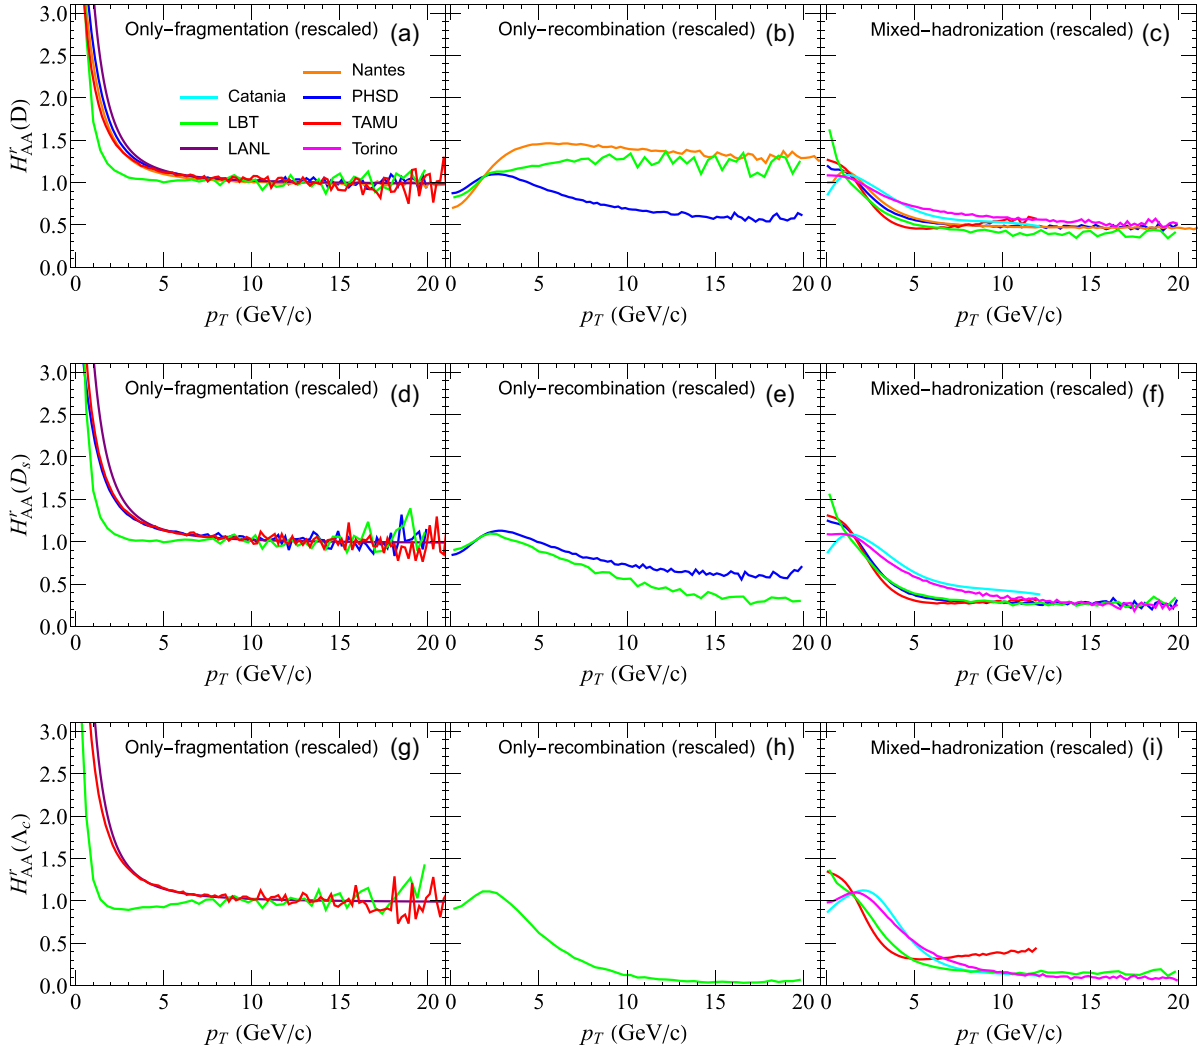 Only−fragmentation (rescaled) (a)
Only−recombination (rescaled) (b)
Mixed−hadronization (rescaled) (c)
Nantes
Catania PHSD
LBT TAMU
LANL Torino
H^r_AA(D)
3.0
2.5
2.0
1.5
1.0
0.5
0.0
0 5 10 15 20
0 5 10 15 20
0 5 10 15 20
p_T (GeV/c)
p_T (GeV/c)
p_T (GeV/c)
Only−fragmentation (rescaled) (d)
Only−recombination (rescaled) (e)
Mixed−hadronization (rescaled) (f)
H^r_AA(D_s)
3.0
2.5
2.0
1.5
1.0
0.5
0.0
0 5 10 15 20
0 5 10 15 20
0 5 10 15 20
p_T (GeV/c)
p_T (GeV/c)
p_T (GeV/c)
Only−fragmentation (rescaled) (g)
Only−recombination (rescaled) (h)
Mixed−hadronization (rescaled) (i)
H^r_AA(Λ_c)
3.0
2.5
2.0
1.5
1.0
0.5
0.0
0 5 10 15 20
0 5 10 15 20
0 5 10 15 20
p_T (GeV/c)
p_T (GeV/c)
p_T (GeV/c)